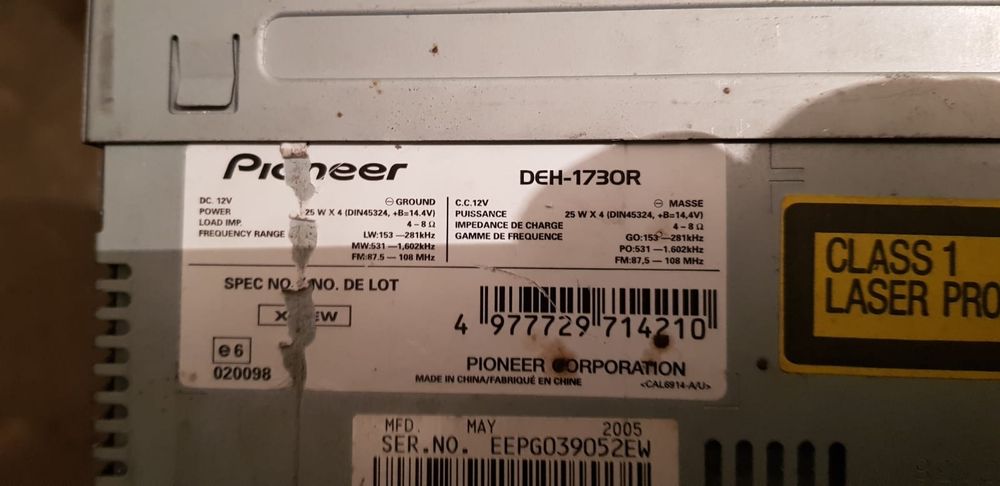 Pioneer
DEH-1730R
DC. 12V ⊖ GROUND
POWER 25 W X 4 (DIN45324, +B=14,4V)
LOAD IMP. 4 – 8 Ω
FREQUENCY RANGE LW:153 — 281kHz
MW:531 — 1,602kHz
FM:87.5 — 108 MHz
C.C.12V ⊖ MASSE
PUISSANCE 25 W X 4 (DIN45324, +B=14,4V)
IMPEDANCE DE CHARGE 4 – 8 Ω
GAMME DE FREQUENCE GO:153 — 281kHz
PO:531 — 1.602kHz
FM:87,5 — 108 MHz
SPEC NO. NO. DE LOT
EW
4 977729 714210
e6
020098
PIONEER CORPORATION
MADE IN CHINA/FABRIQUÉ EN CHINE
<CAL6914-A/U>
CLASS 1
LASER PRO
MFD. MAY 2005
SER.NO. EEPG039052EW